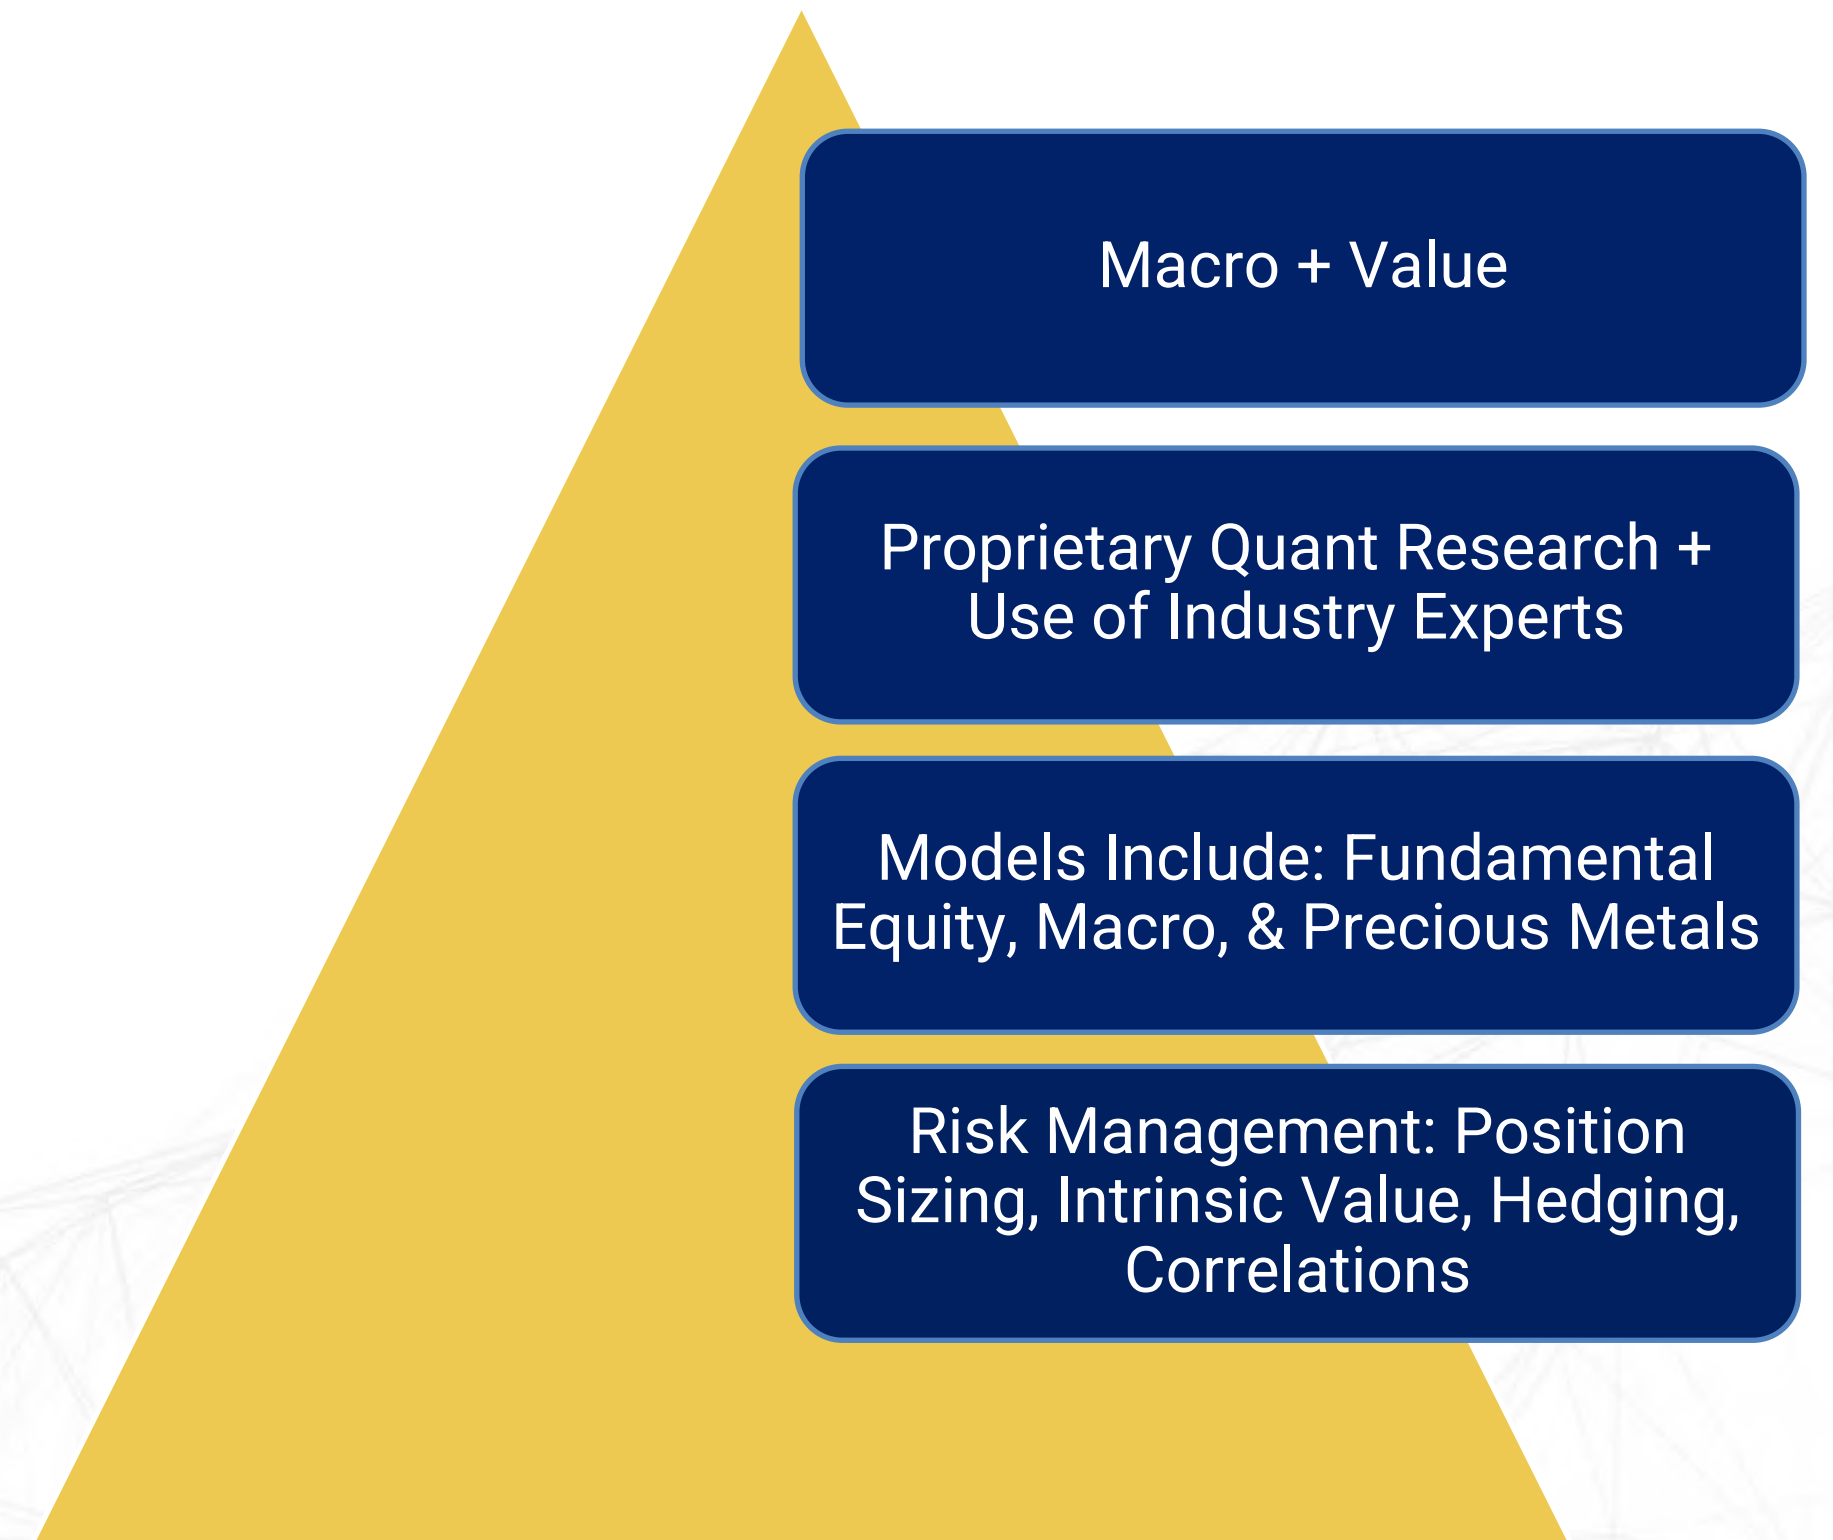 Macro + Value
Proprietary Quant Research +
Use of Industry Experts
Models Include: Fundamental
Equity, Macro, & Precious Metals
Risk Management: Position
Sizing, Intrinsic Value, Hedging,
Correlations